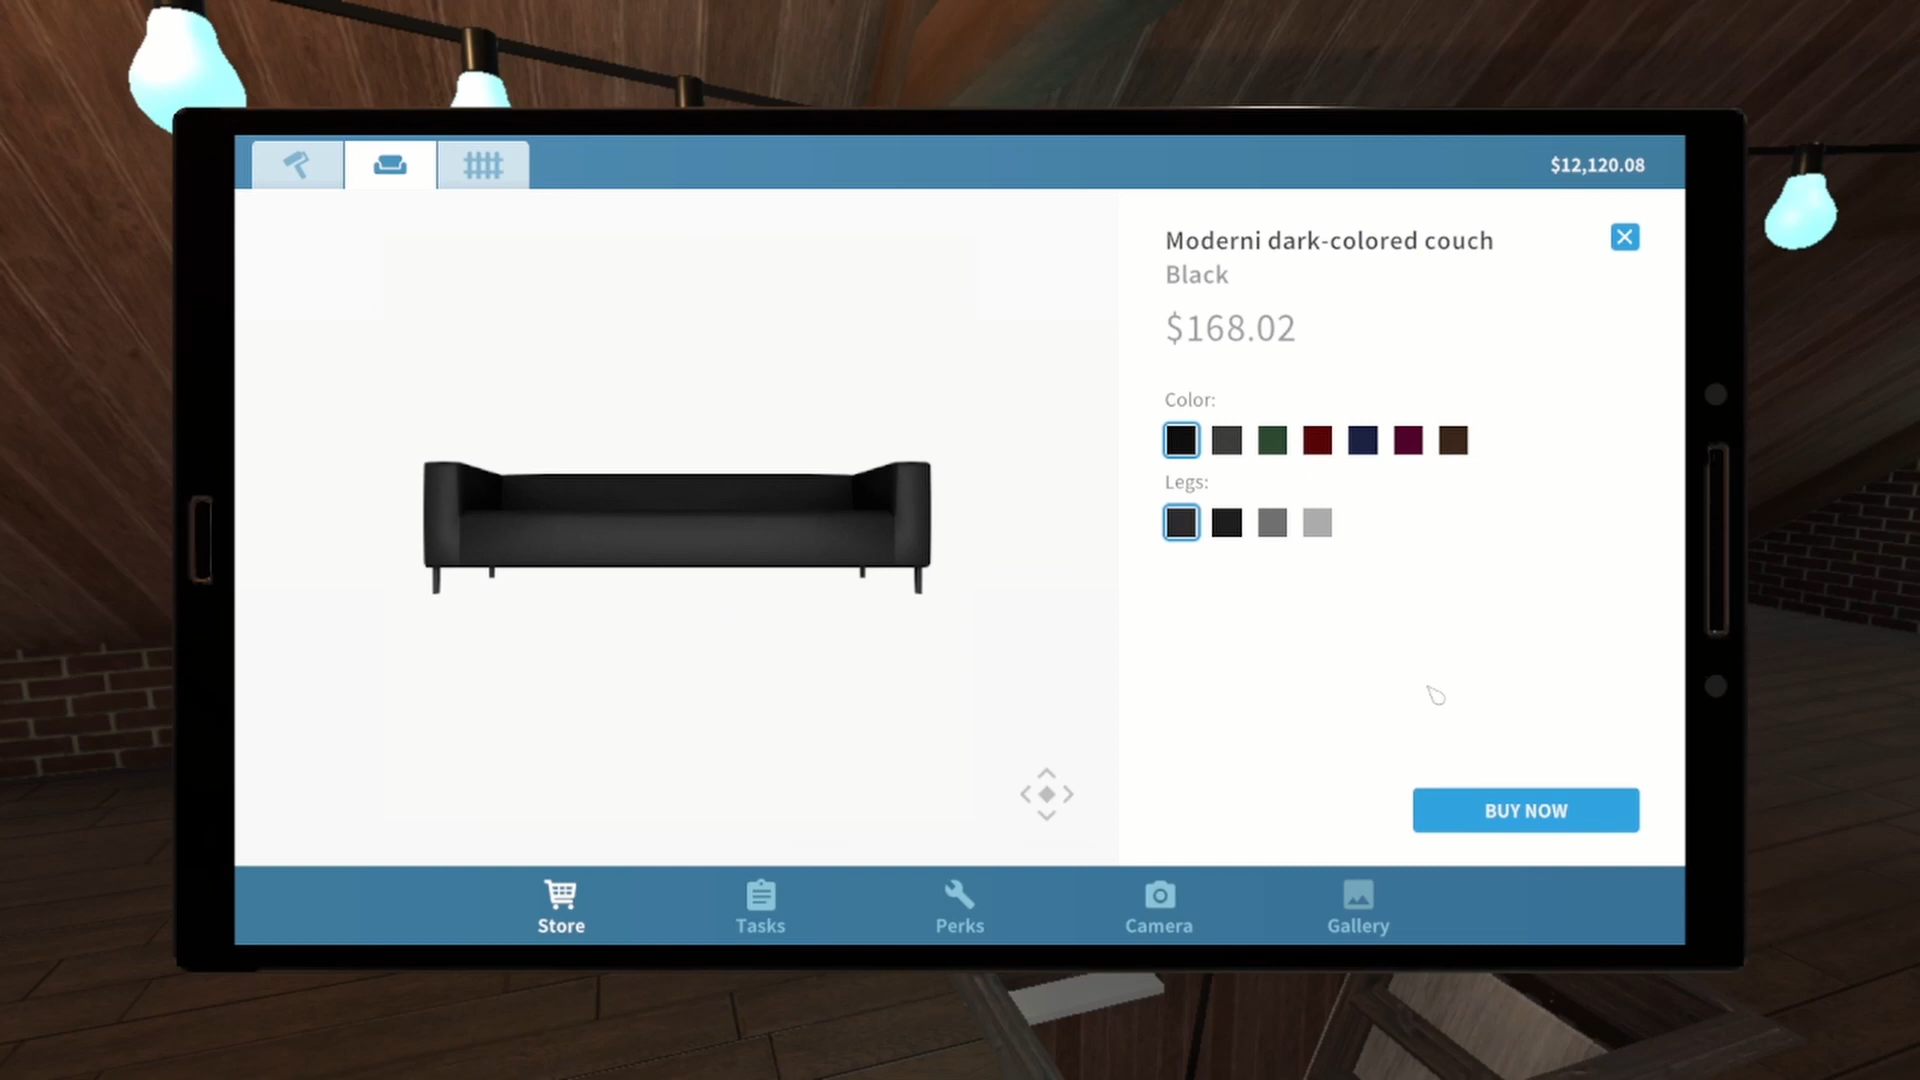 $12,120.08
Moderni dark-colored couch
Black
$168.02
Color:
Legs:
BUY NOW
Store
Tasks
Perks
Camera
Gallery